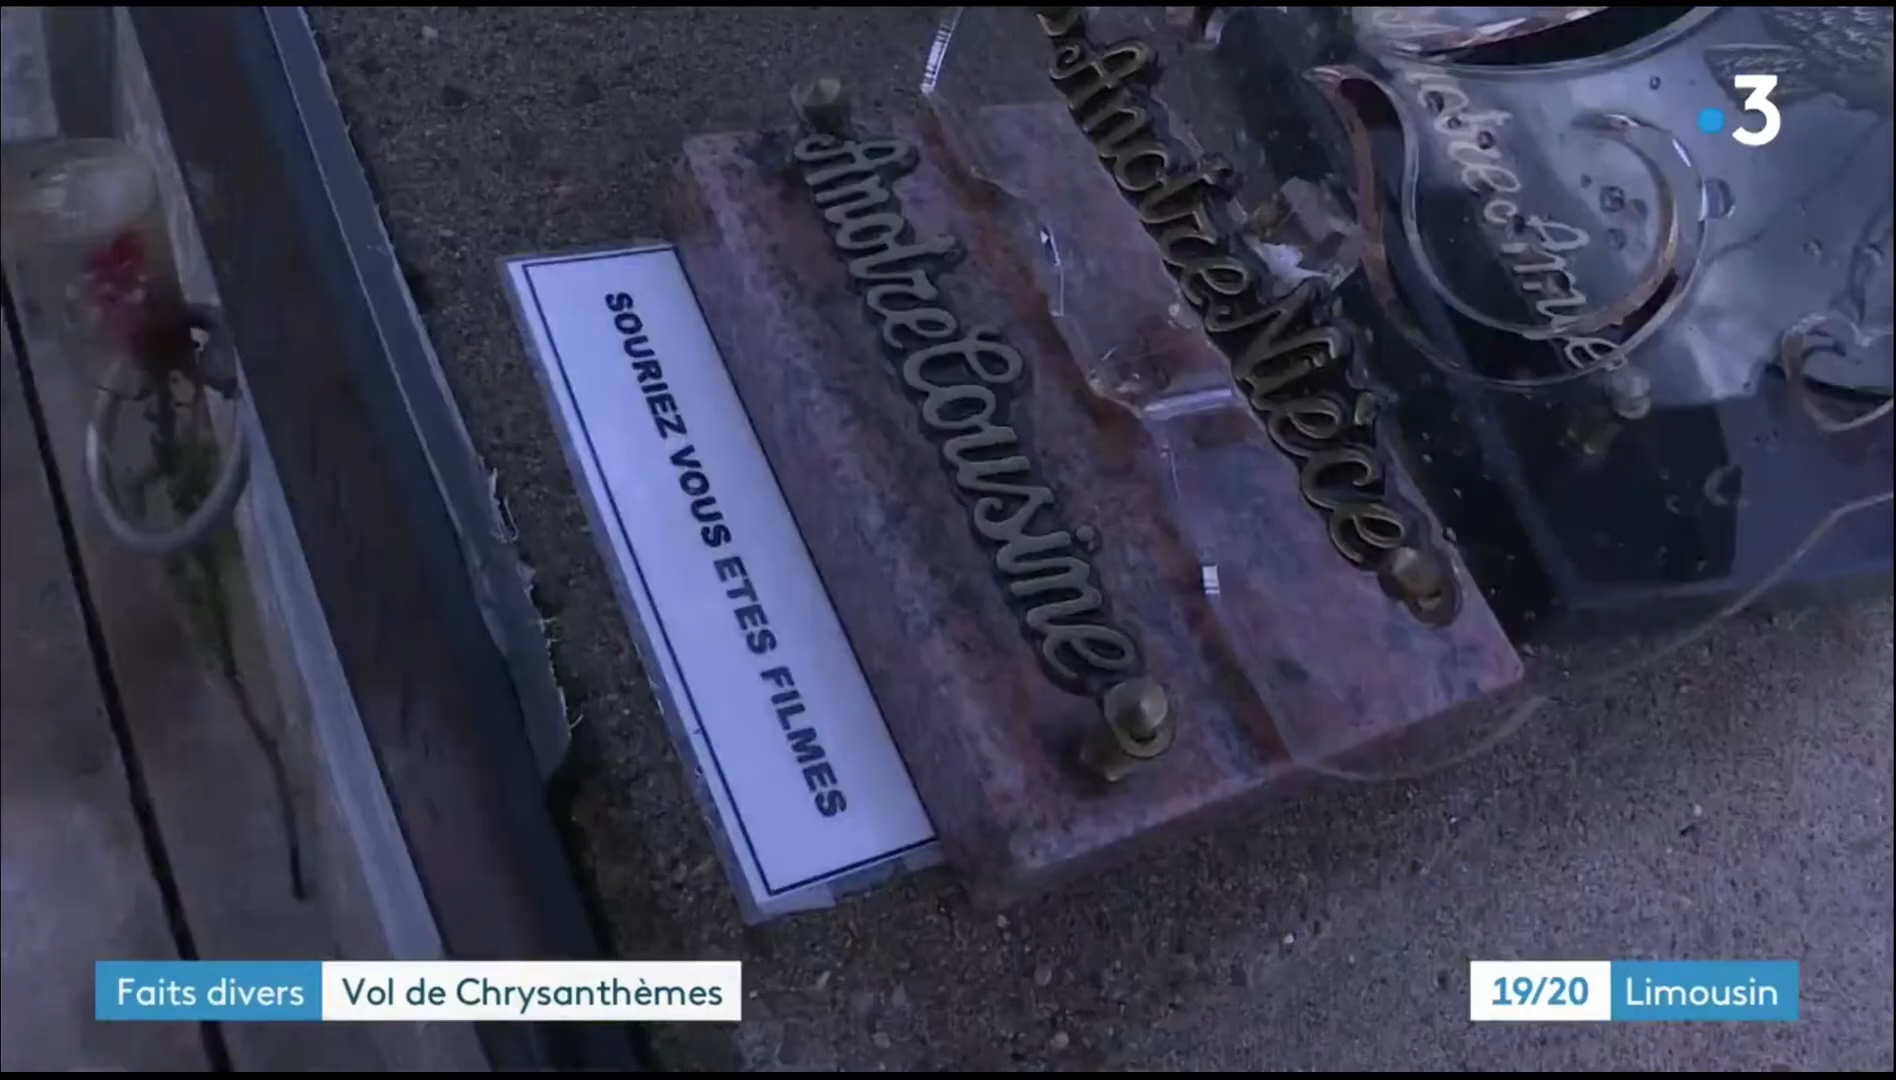 3
A notre Nièce
A notre Cousine
SOURIEZ VOUS ETES FILMES
Faits divers
Vol de Chrysanthèmes
19/20
Limousin